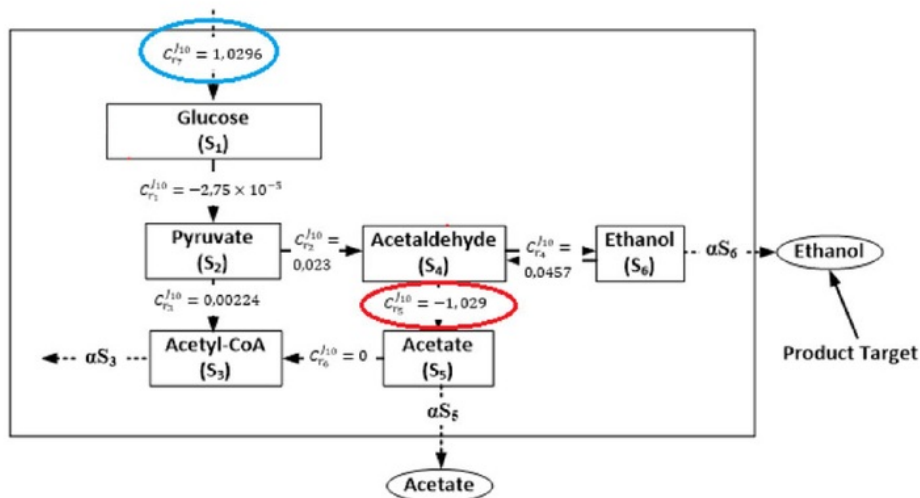 C_{r_7}^{J_{10}} = 1,0296
Glucose
(S₁)
C_{r_1}^{J_{10}} = −2,75 × 10⁻⁵
Pyruvate
(S₂)
C_{r_2}^{J_{10}} =
0,023
Acetaldehyde
(S₄)
C_{r_4}^{J_{10}} =
0,0457
Ethanol
(S₆)
αS₆
Ethanol
C_{r_3}^{J_{10}} = 0,00224
C_{r_5}^{J_{10}} = −1,029
Product Target
αS₃
Acetyl-CoA
(S₃)
C_{r_6}^{J_{10}} = 0
Acetate
(S₅)
αS₅
Acetate